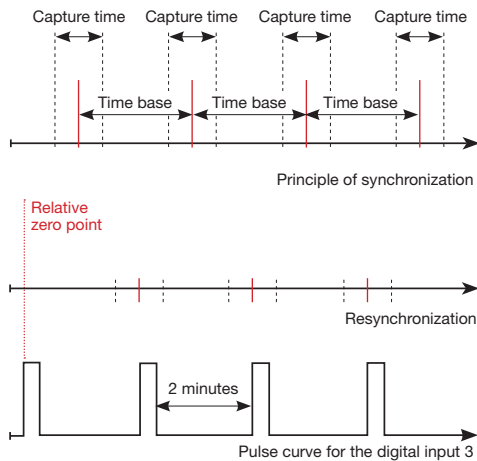 Capture time Capture time Capture time Capture time
Time base Time base Time base
Principle of synchronization
Relative
zero point
Resynchronization
2 minutes
Pulse curve for the digital input 3